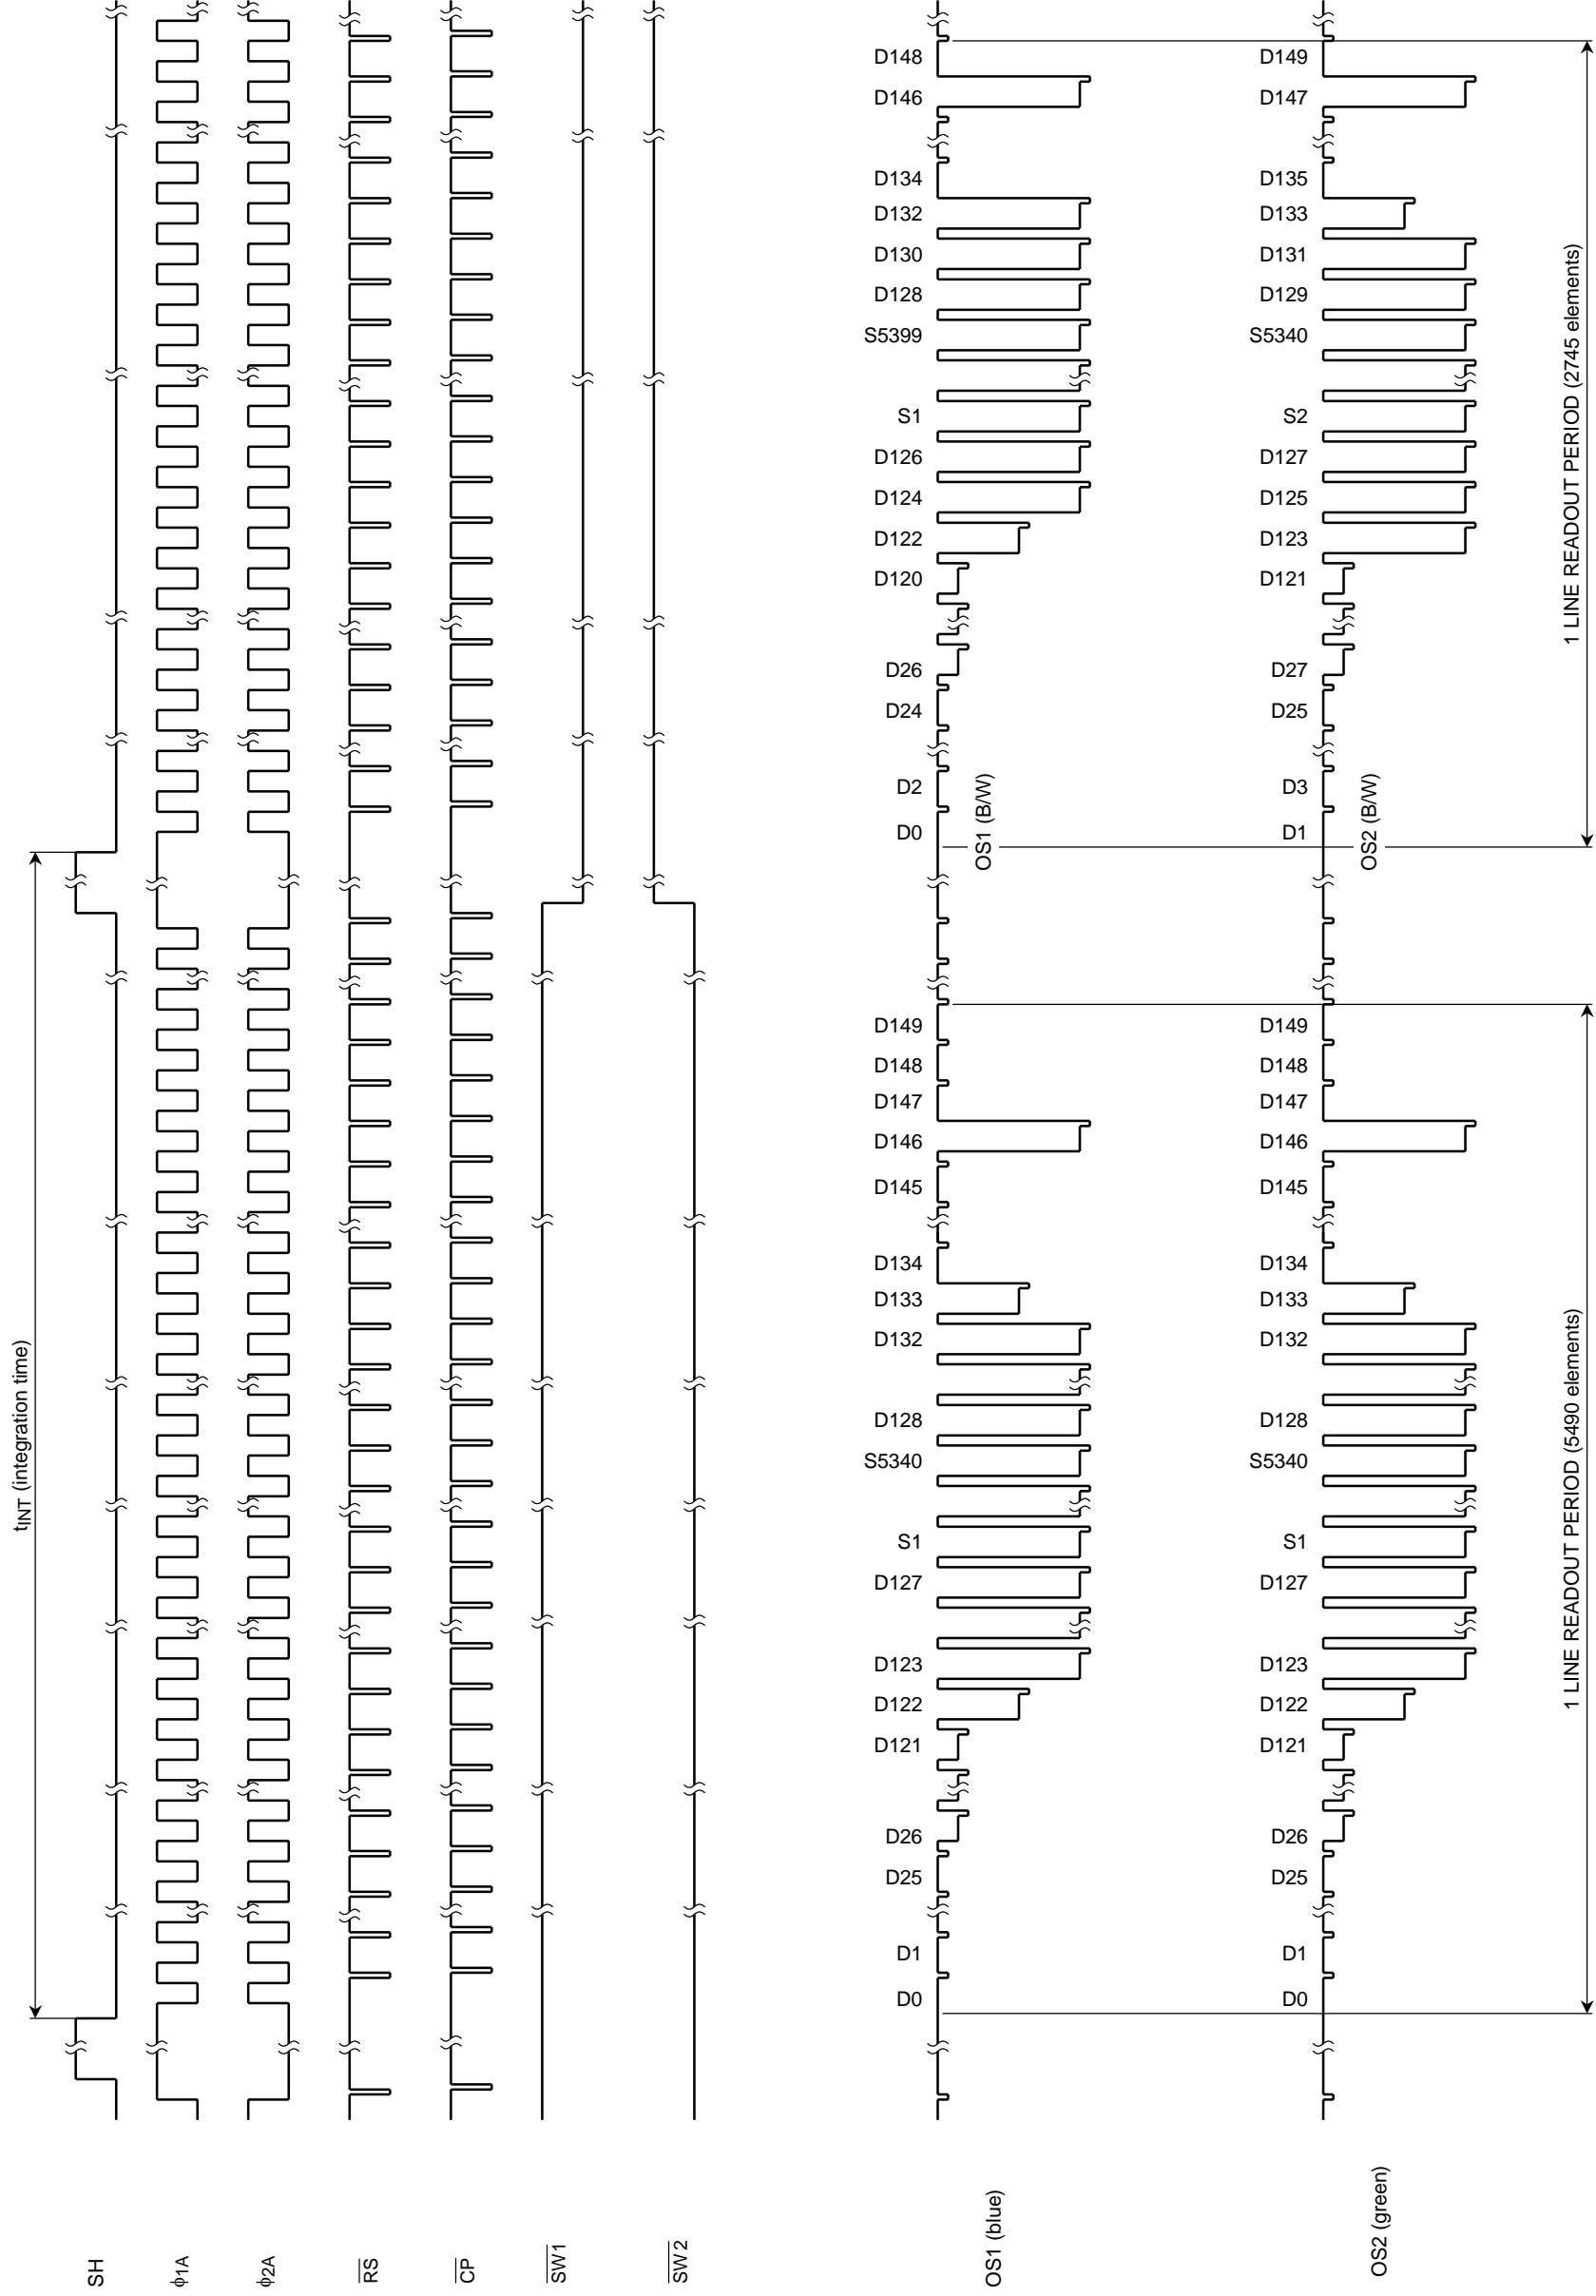 tINT (integration time)
SH
ϕ1A
ϕ2A
RS
CP
SW1
SW2
D0
D1
D25
D26
D121
D122
D123
D127
S1
S5340
D128
D132
D133
D134
D145
D146
D147
D148
D149
D0
D2
D24
D26
D120
D122
D124
D126
S1
S5399
D128
D130
D132
D134
D146
D148
OS1 (blue)
OS1 (B/W)
D0
D1
D25
D26
D121
D122
D123
D127
S1
S5340
D128
D132
D133
D134
D145
D146
D147
D148
D149
D1
D3
D25
D27
D121
D123
D125
D127
S2
S5340
D129
D131
D133
D135
D147
D149
OS2 (green)
OS2 (B/W)
1 LINE READOUT PERIOD (5490 elements)
1 LINE READOUT PERIOD (2745 elements)